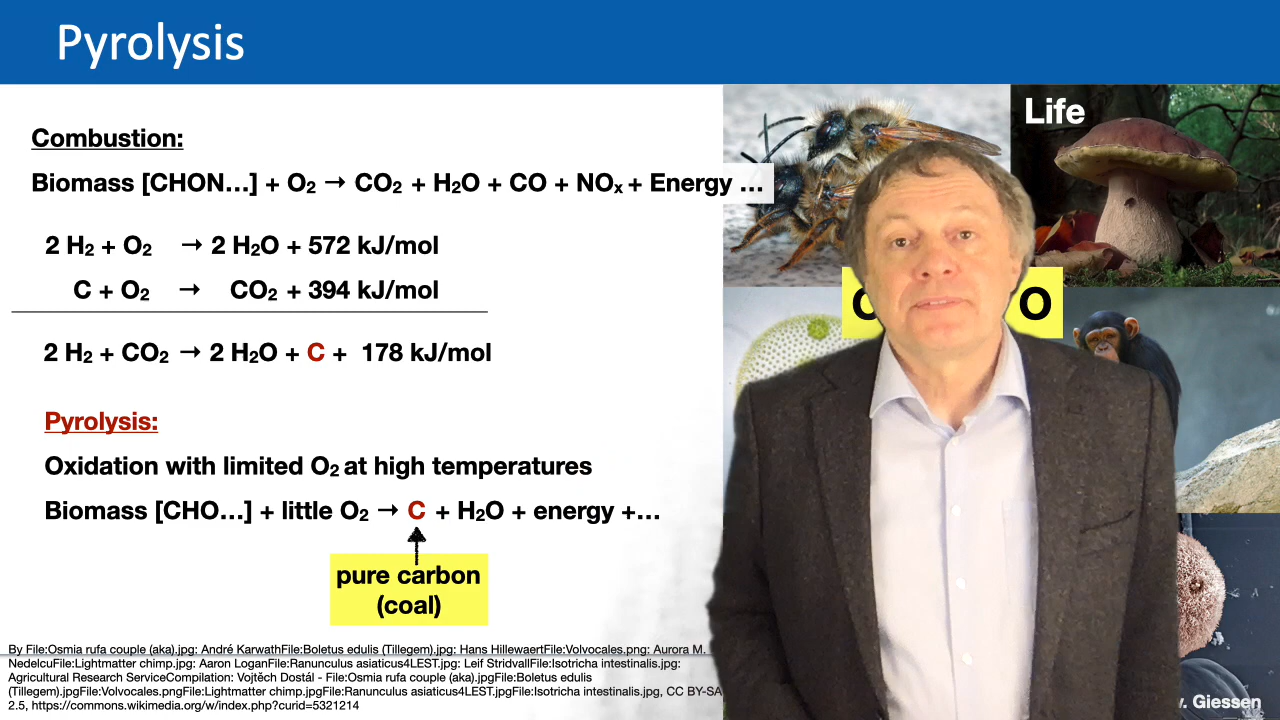 Pyrolysis
Combustion:
Biomass [CHON…] + O₂ → CO₂ + H₂O + CO + NOₓ + Energy …
2 H₂ + O₂ → 2 H₂O + 572 kJ/mol
C + O₂ → CO₂ + 394 kJ/mol
2 H₂ + CO₂ → 2 H₂O + C + 178 kJ/mol
Pyrolysis:
Oxidation with limited O₂ at high temperatures
Biomass [CHO…] + little O₂ → C + H₂O + energy +…
pure carbon
(coal)
Life
O
By File:Osmia rufa couple (aka).jpg: André KarwathFile:Boletus edulis (Tillegem).jpg: Hans HillewaertFile:Volvocales.png: Aurora M.
NedelcuFile:Lightmatter chimp.jpg: Aaron LoganFile:Ranunculus asiaticus4LEST.jpg: Leif StridvallFile:Isotricha intestinalis.jpg:
Agricultural Research ServiceCompilation: Vojtěch Dostál - File:Osmia rufa couple (aka).jpgFile:Boletus edulis
(Tillegem).jpgFile:Volvocales.pngFile:Lightmatter chimp.jpgFile:Ranunculus asiaticus4LEST.jpgFile:Isotricha intestinalis.jpg, CC BY-SA
2.5, https://commons.wikimedia.org/w/index.php?curid=5321214
Giessen